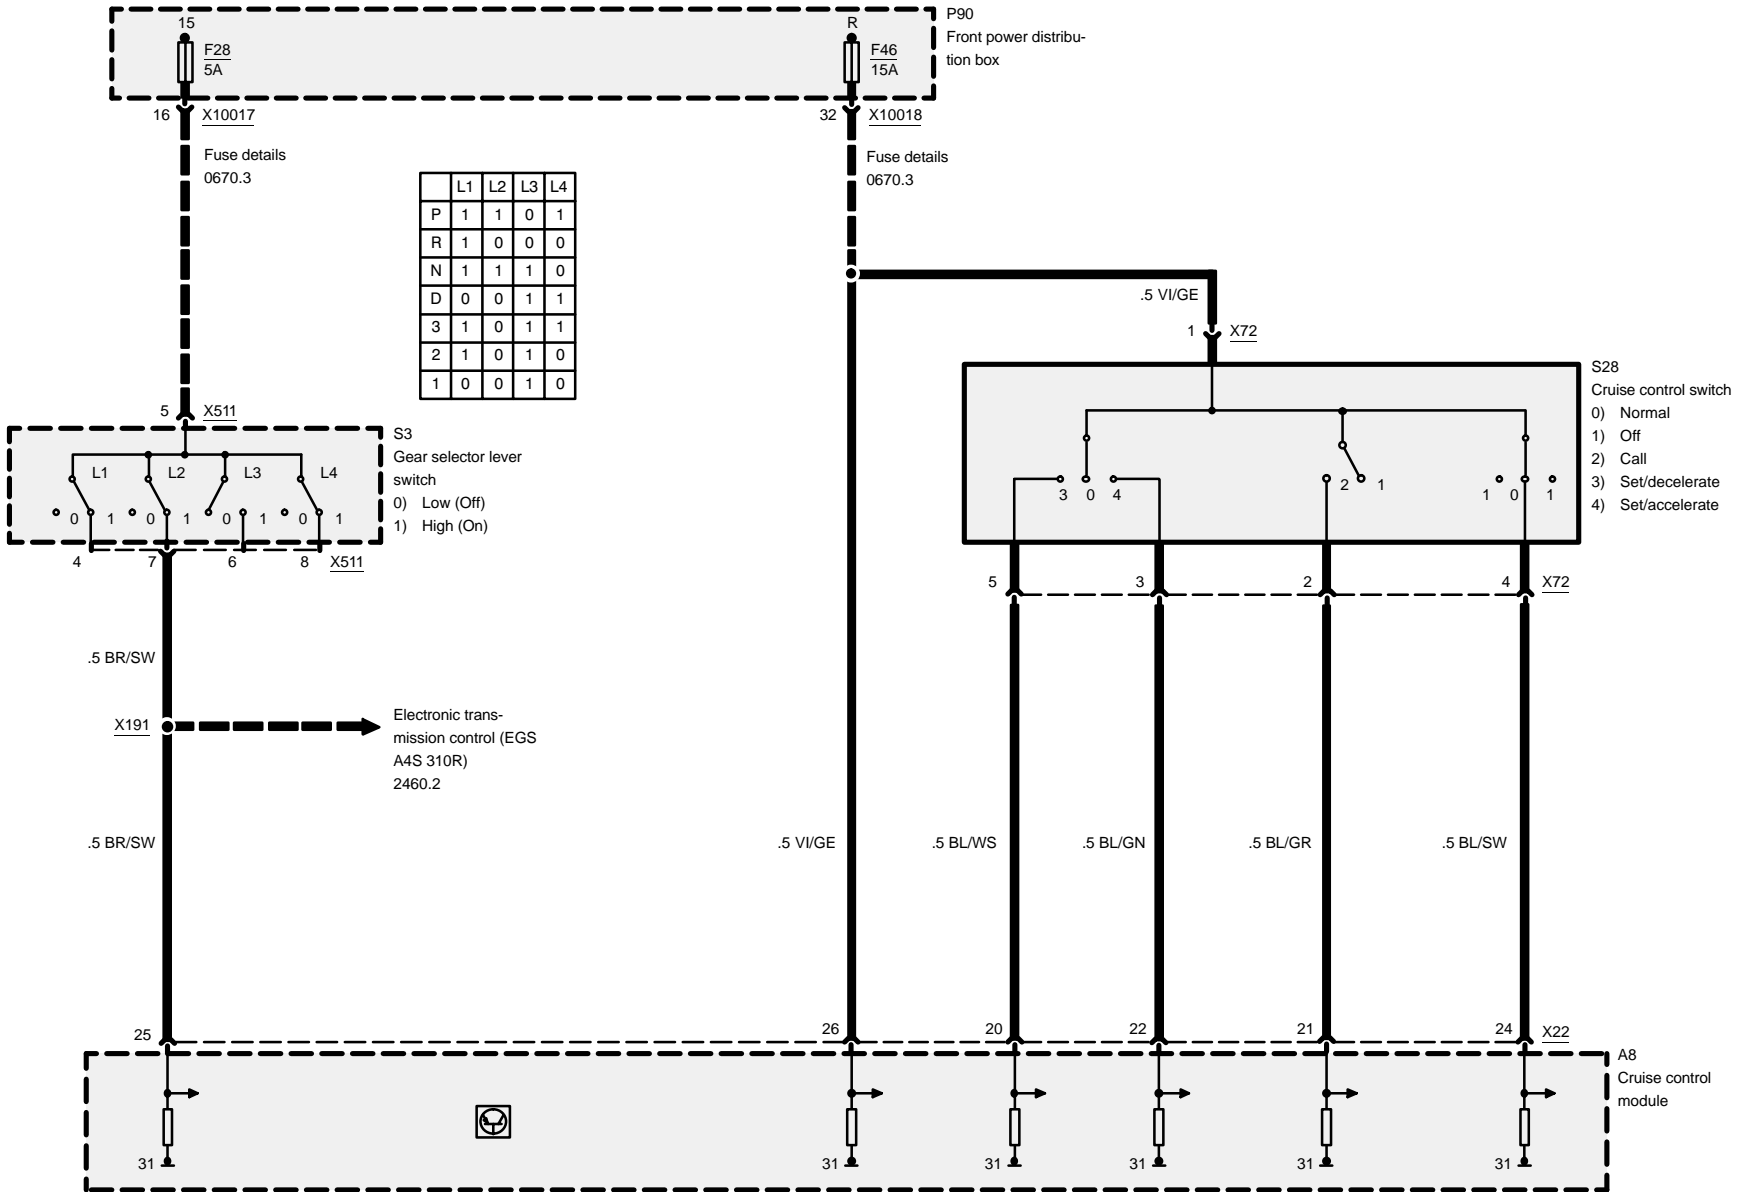 15
F28
5A
R
F46
15A
P90
Front power distribu-
tion box
16
X10017
32
X10018
Fuse details
0670.3
Fuse details
0670.3
L1 L2 L3 L4
P 1 1 0 1
R 1 0 0 0
N 1 1 1 0
D 0 0 1 1
3 1 0 1 1
2 1 0 1 0
1 0 0 1 0
.5 VI/GE
1
X72
5
X511
S3
Gear selector lever
switch
0) Low (Off)
1) High (On)
L1 L2 L3 L4
0 1 0 1 0 1 0 1
4 7 6 8 X511
S28
Cruise control switch
0) Normal
1) Off
2) Call
3) Set/decelerate
4) Set/accelerate
3 0 4 2 1 1 0 1
5 3 2 4 X72
.5 BR/SW
X191
Electronic trans-
mission control (EGS
A4S 310R)
2460.2
.5 BR/SW
.5 VI/GE
.5 BL/WS
.5 BL/GN
.5 BL/GR
.5 BL/SW
25 26 20 22 21 24 X22
A8
Cruise control
module
31 31 31 31 31 31